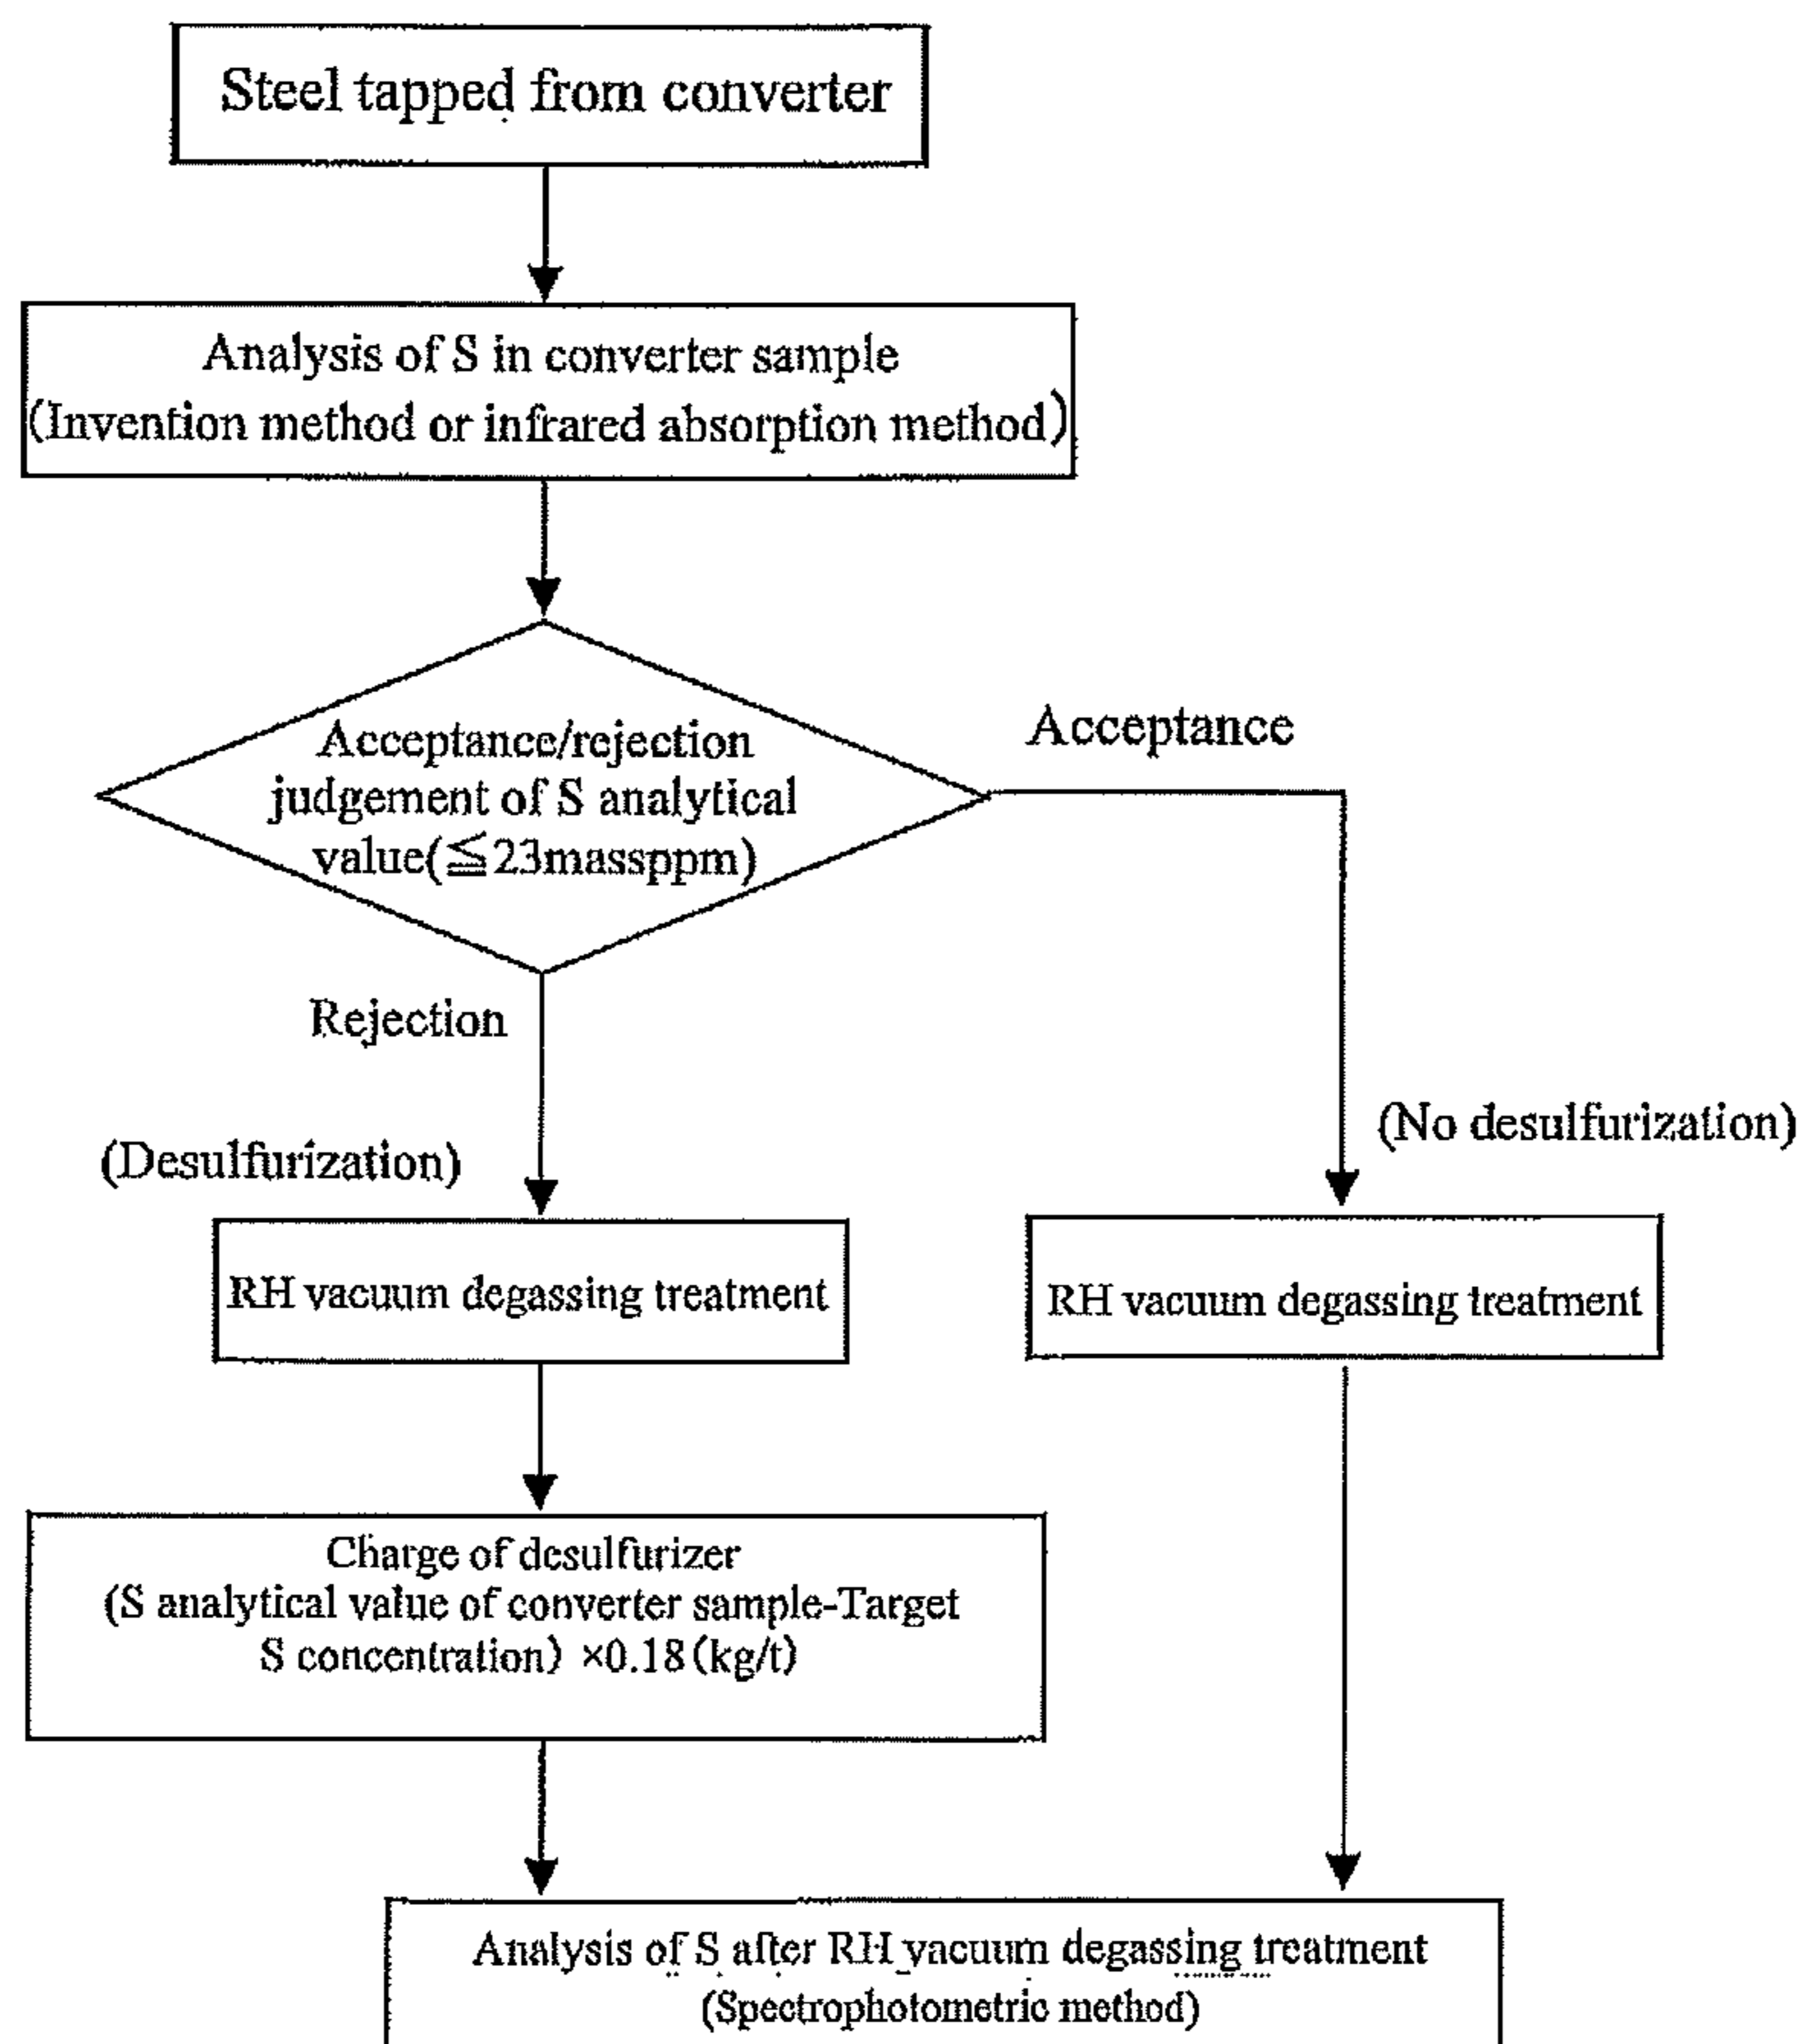 Steel tapped from converter
Analysis of S in converter sample
(Invention method or infrared absorption method)
Acceptance/rejection
judgement of S analytical
value(≦23massppm)
Acceptance
Rejection
(Desulfurization)
(No desulfurization)
RH vacuum degassing treatment
RH vacuum degassing treatment
Charge of desulfurizer
(S analytical value of converter sample-Target
S concentration) ×0.18(kg/t)
Analysis of S after RH vacuum degassing treatment
(Spectrophotometric method)